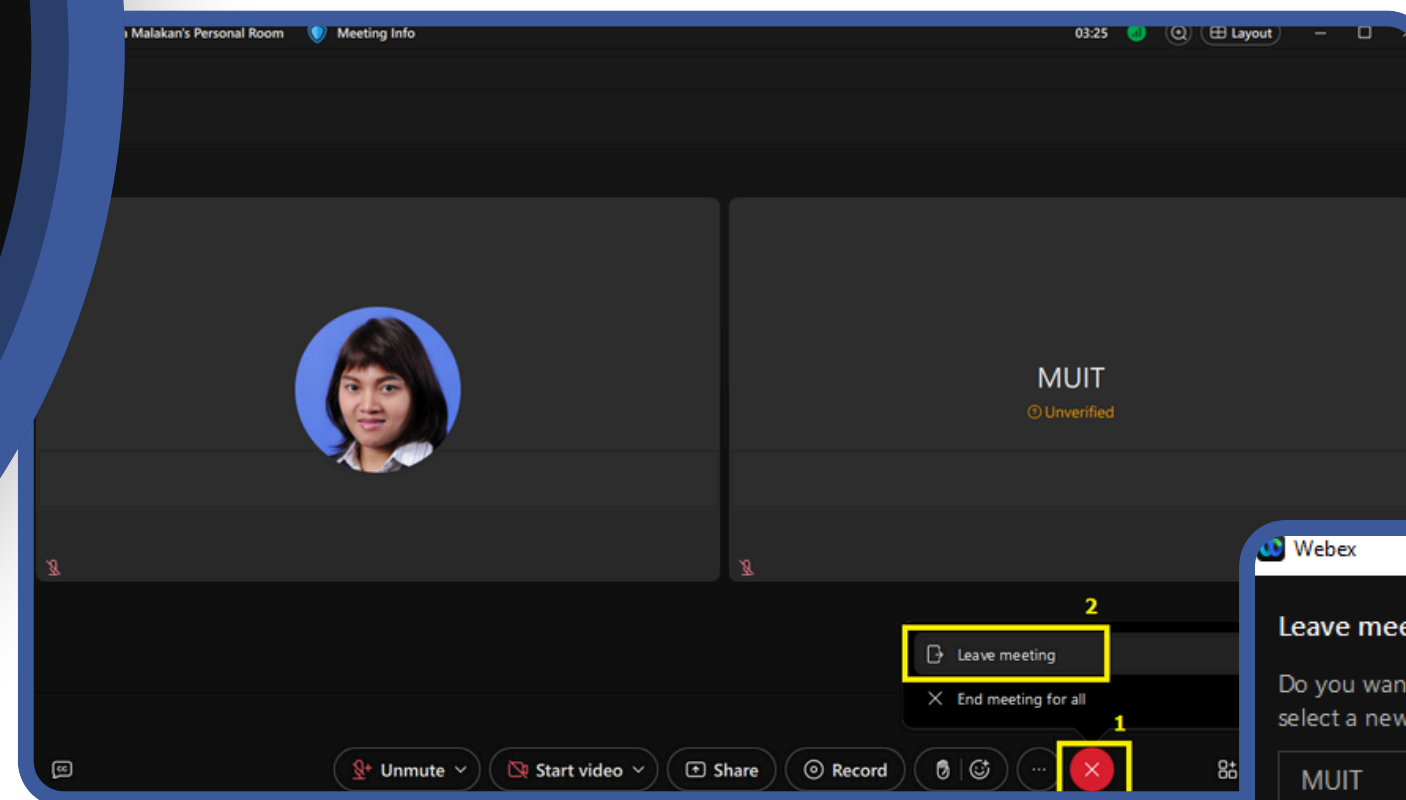 Malakan's Personal Room Meeting Info 03:25 Layout
MUIT
Unverified
2
Leave meeting
End meeting for all
1
CC Unmute Start video Share Record
Webex
Leave mee
Do you wan
select a new
MUIT